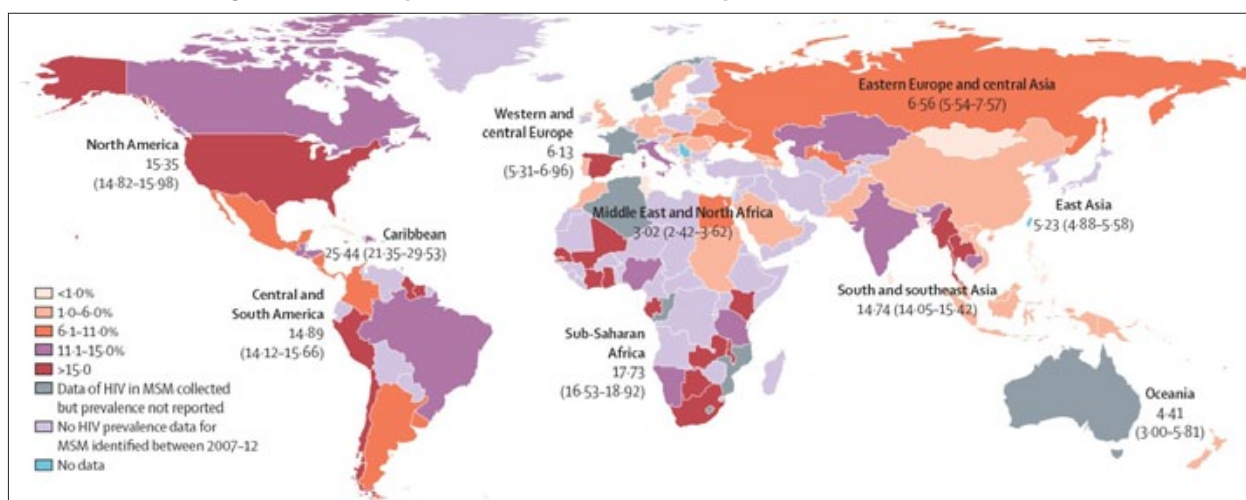 Eastern Europe and central Asia
6·56 (5·54–7·57)
Western and
central Europe
6·13
(5·31–6·96)
North America
15·35
(14·82–15·98)
East Asia
5·23 (4·88–5·58)
Middle East and North Africa
3·02 (2·42–3·62)
Caribbean
25·44 (21·35–29·53)
South and southeast Asia
14·74 (14·05–15·42)
Central and
South America
14·89
(14·12–15·66)
Sub-Saharan
Africa
17·73
(16·53–18·92)
Oceania
4·41
(3·00–5·81)
<1·0%
1·0–6·0%
6·1–11·0%
11·1–15·0%
>15·0
Data of HIV in MSM collected
but prevalence not reported
No HIV prevalence data for
MSM identified between 2007–12
No data